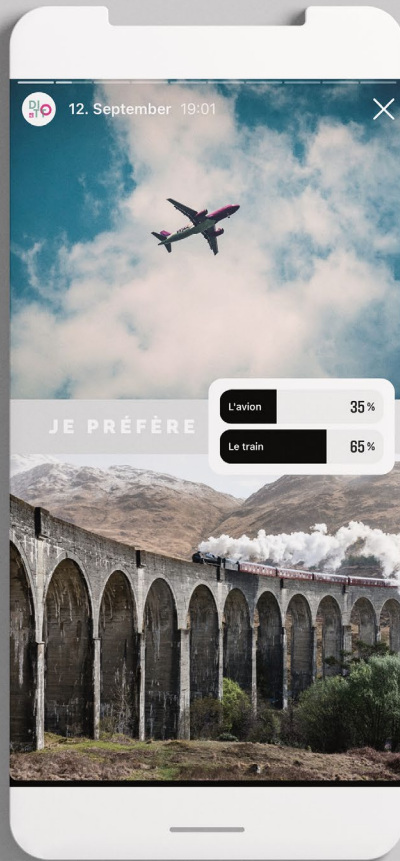 12. September 19:01
JE PRÉFÈRE
L'avion 35%
Le train 65%